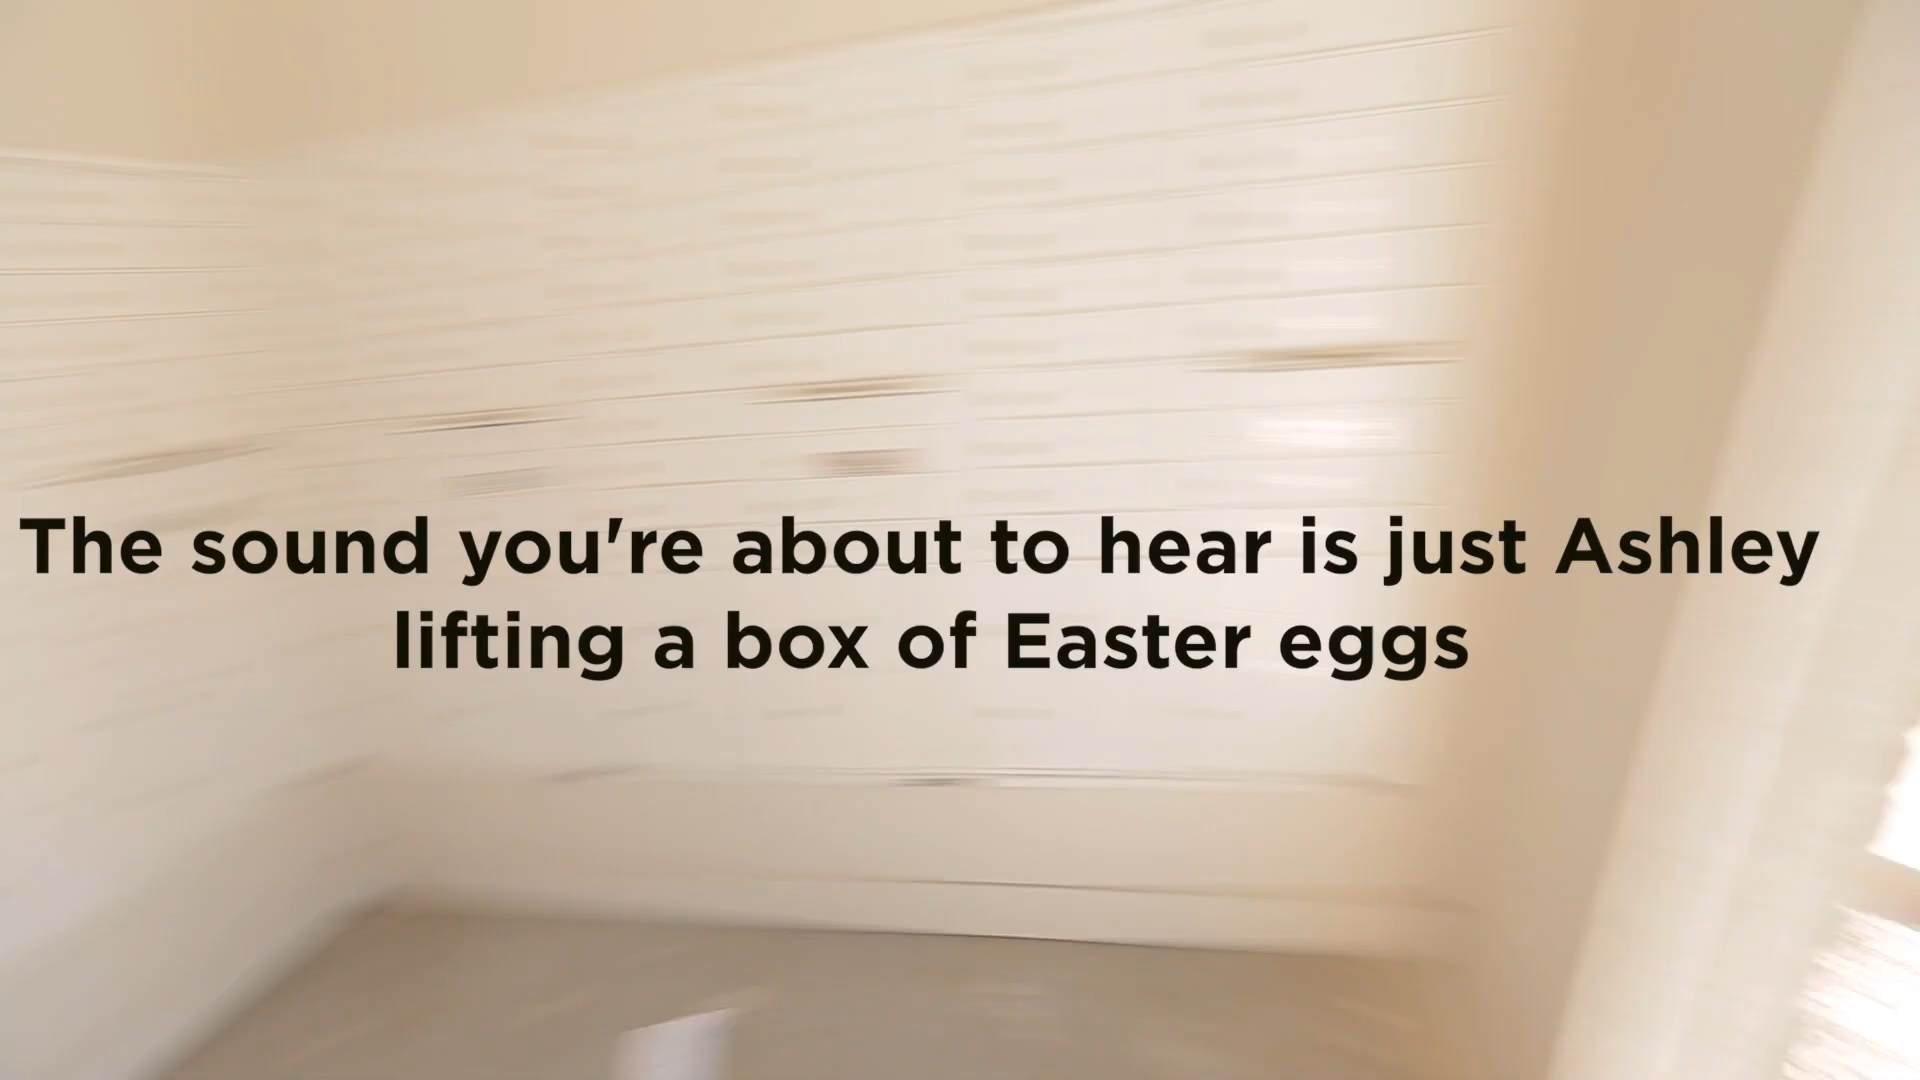 The sound you're about to hear is just Ashley
lifting a box of Easter eggs